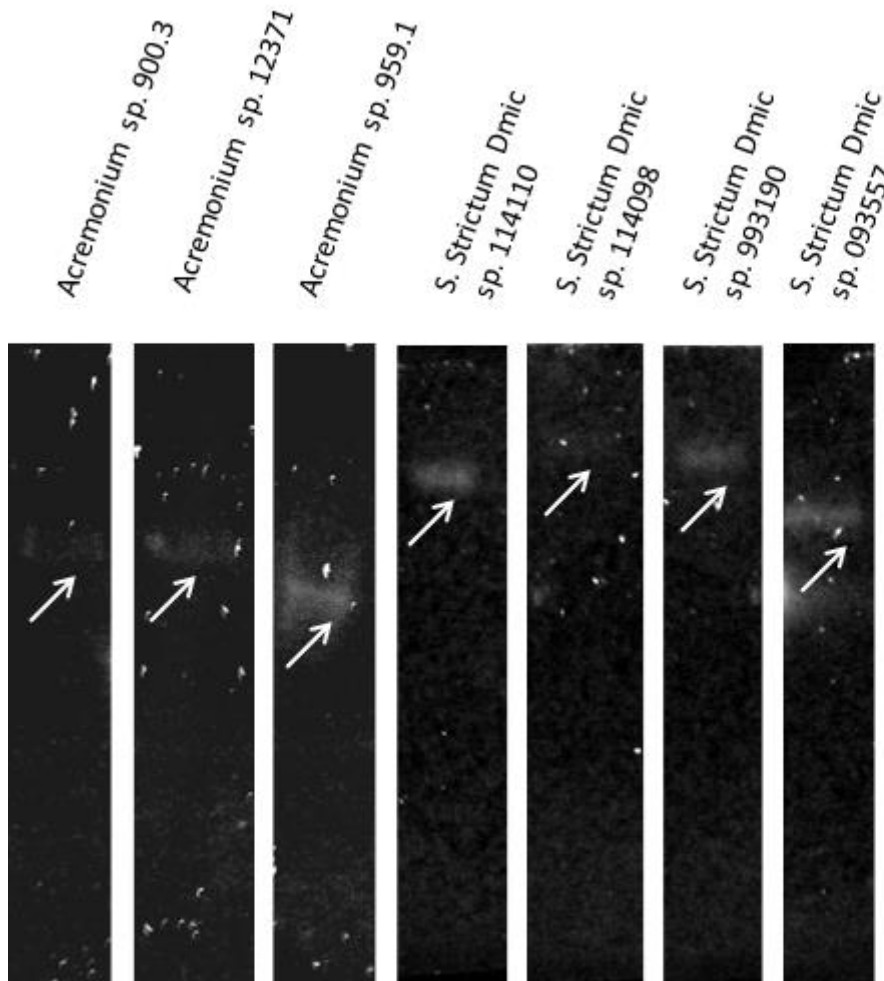 Acremonium sp. 900.3
Acremonium sp. 12371
Acremonium sp. 959.1
S. Strictum Dmic
sp. 114110
S. Strictum Dmic
sp. 114098
S. Strictum Dmic
sp. 993190
S. Strictum Dmic
sp. 093557